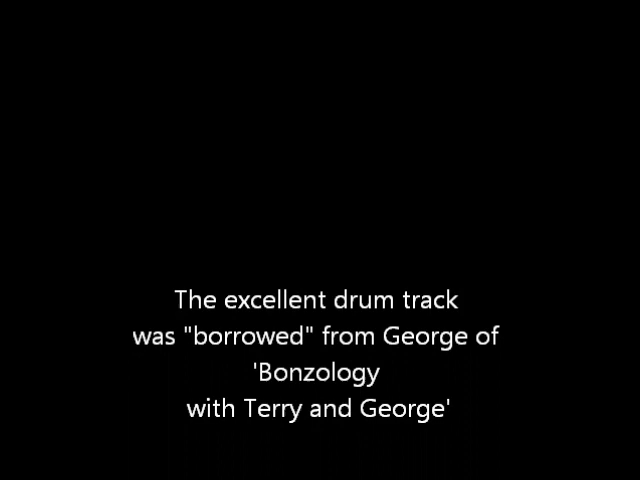 The excellent drum track
was "borrowed" from George of
'Bonzology
with Terry and George'